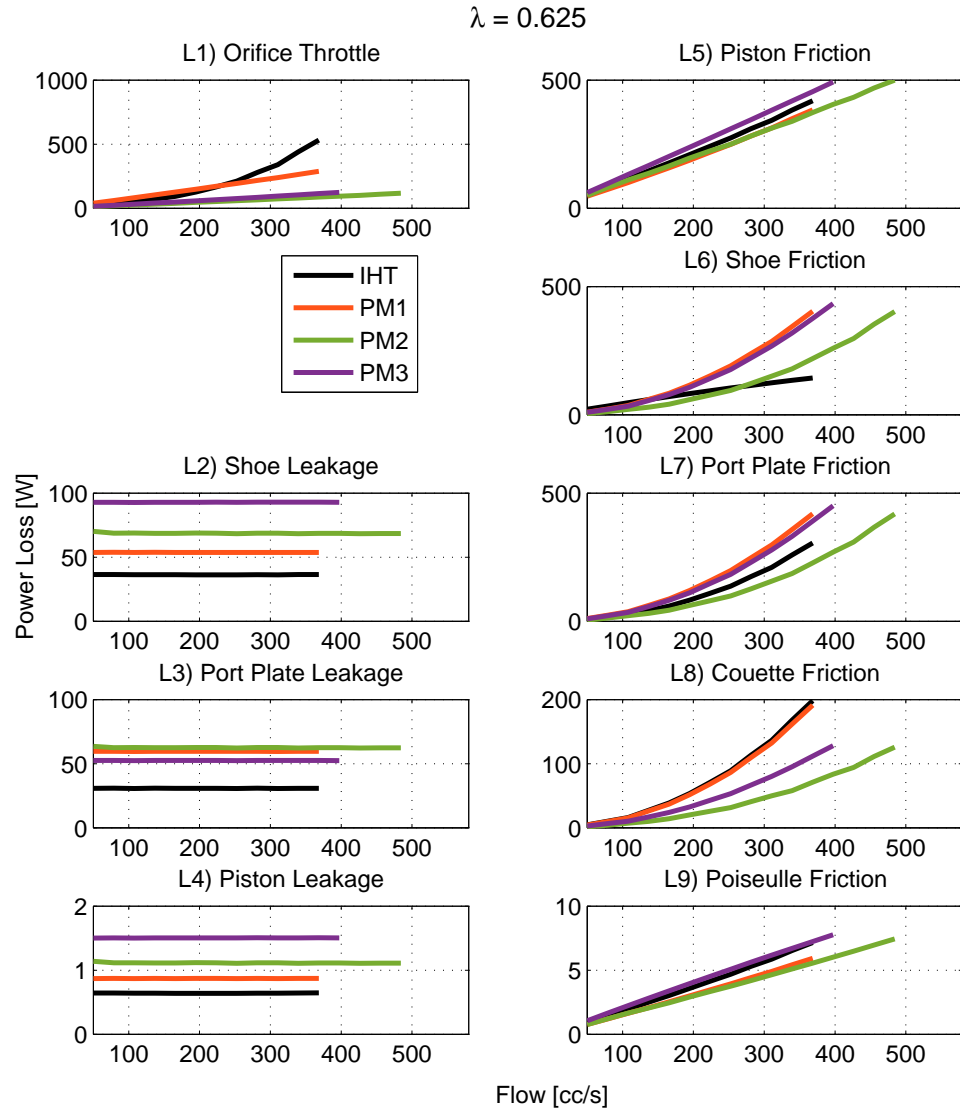 λ = 0.625
L1) Orifice Throttle
1000
500
0
100 200 300 400 500
IHT
PM1
PM2
PM3
Power Loss [W]
L2) Shoe Leakage
100
50
0
100 200 300 400 500
L3) Port Plate Leakage
100
50
0
100 200 300 400 500
L4) Piston Leakage
2
1
0
100 200 300 400 500
L5) Piston Friction
500
0
100 200 300 400 500
L6) Shoe Friction
500
0
100 200 300 400 500
L7) Port Plate Friction
500
0
100 200 300 400 500
L8) Couette Friction
200
100
0
100 200 300 400 500
L9) Poiseulle Friction
10
5
0
100 200 300 400 500
Flow [cc/s]